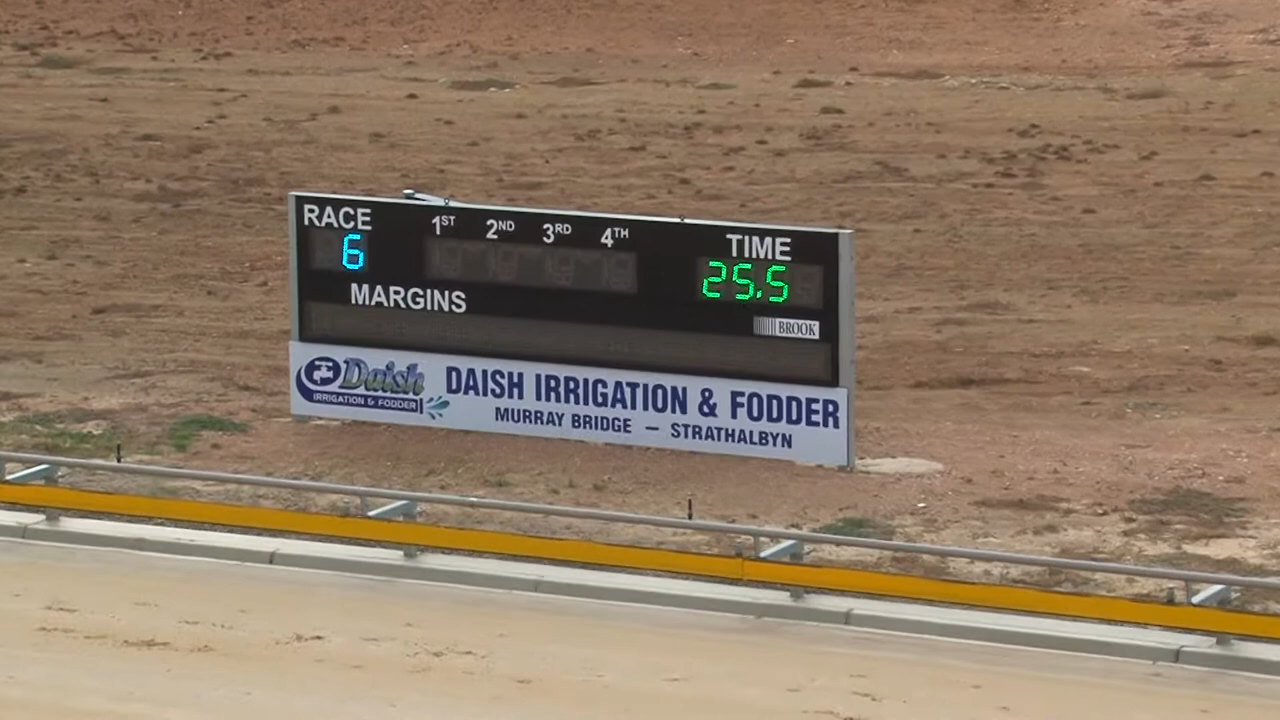 RACE 1ST 2ND 3RD 4TH TIME
6 25.5
MARGINS
BROOK
Daish
IRRIGATION & FODDER
DAISH IRRIGATION & FODDER
MURRAY BRIDGE — STRATHALBYN